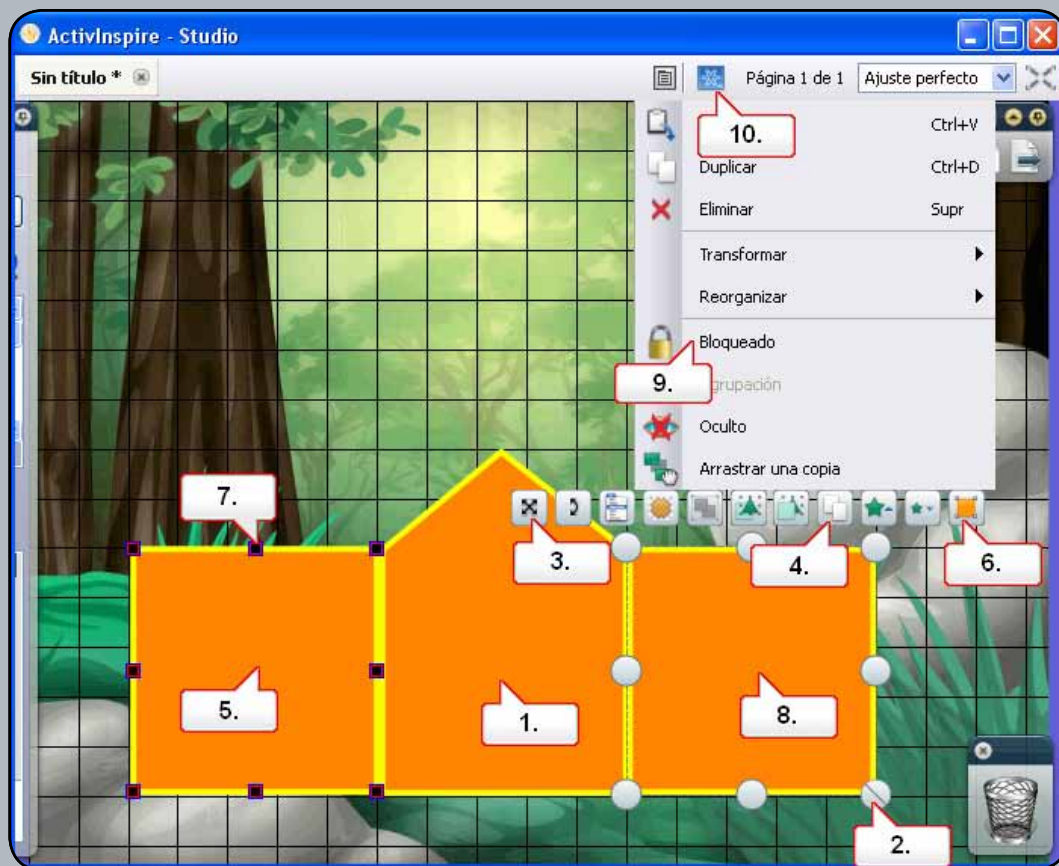 ActivInspire - Studio
Sin título *
Página 1 de 1
Ajuste perfecto
10.
Ctrl+V
Duplicar Ctrl+D
Eliminar Supr
Transformar
Reorganizar
Bloqueado
9.
grupación
Oculto
Arrastrar una copia
7.
3.
4.
6.
5.
1.
8.
2.